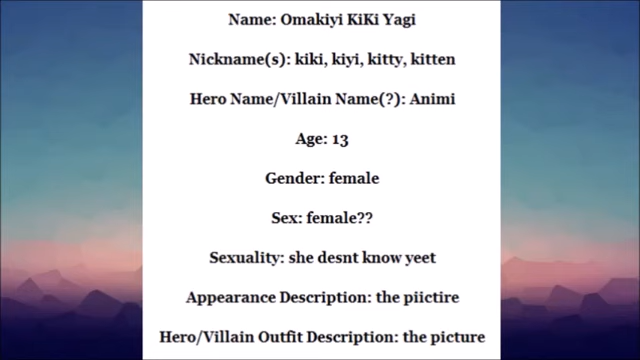 Name: Omakiyi KiKi Yagi
Nickname(s): kiki, kiyi, kitty, kitten
Hero Name/Villain Name(?): Animi
Age: 13
Gender: female
Sex: female??
Sexuality: she desnt know yeet
Appearance Description: the piictire
Hero/Villain Outfit Description: the picture